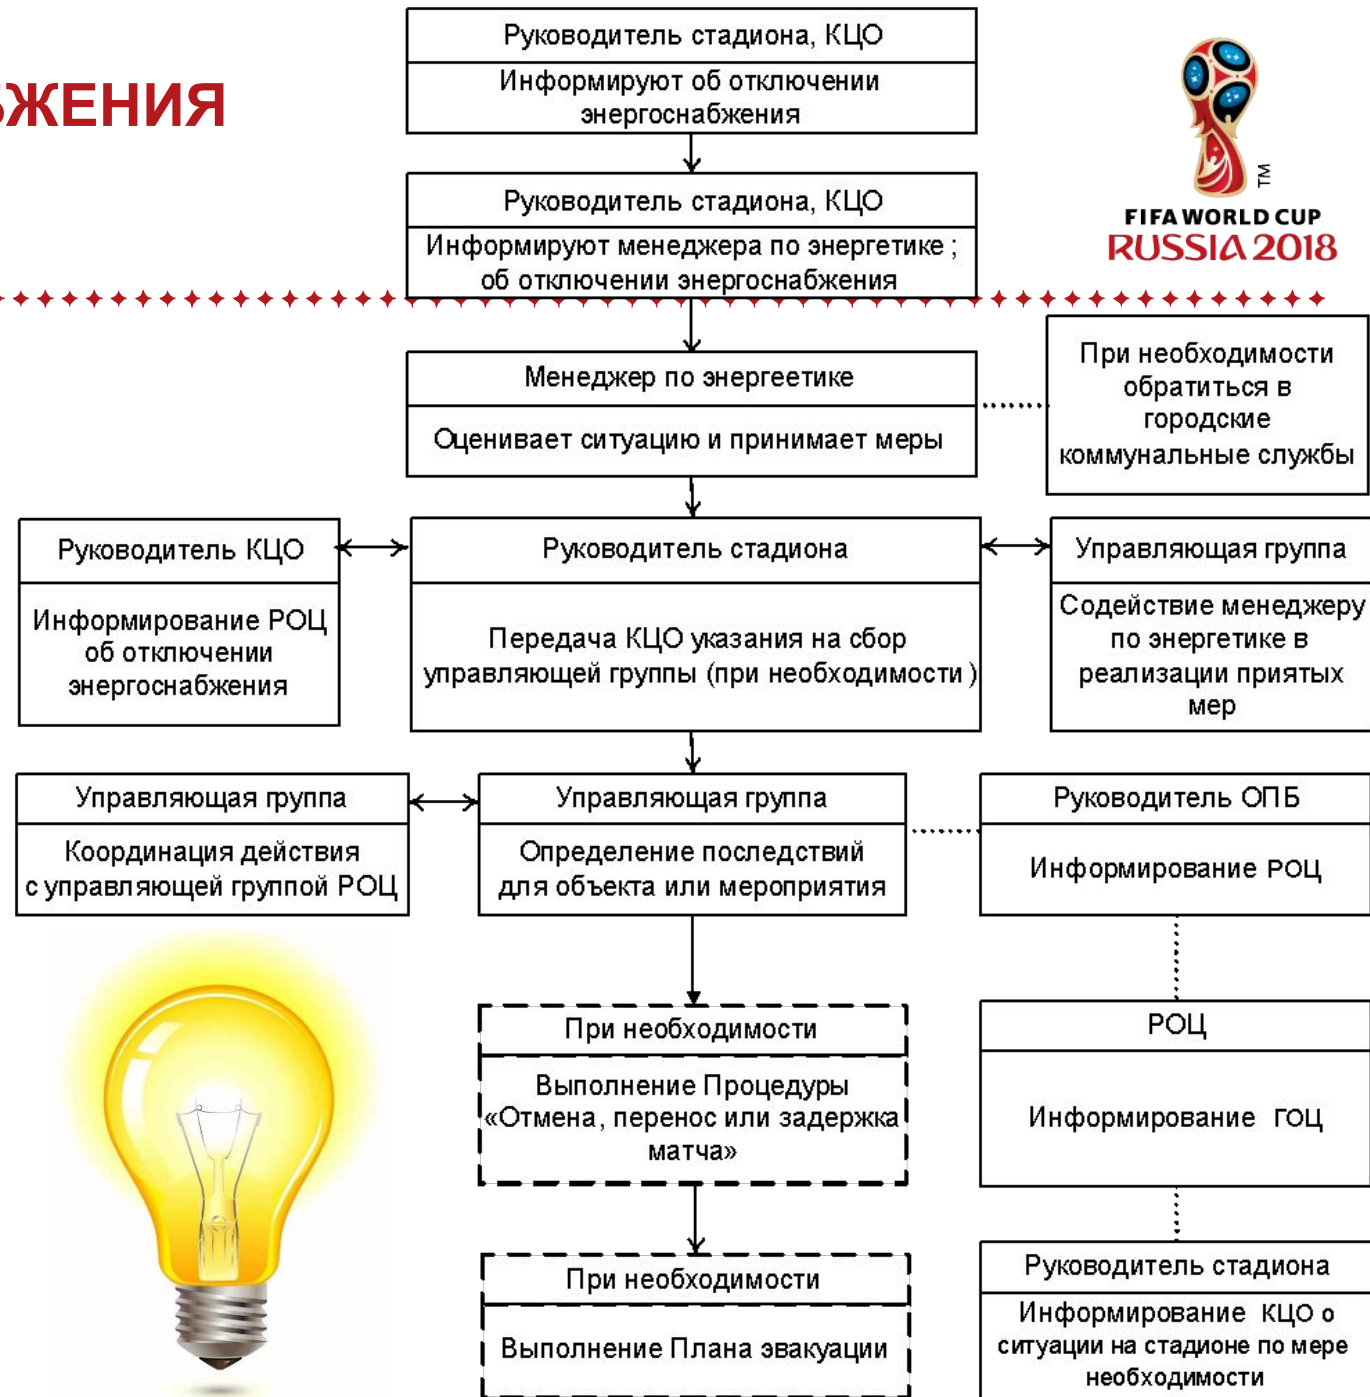 Руководитель стадиона, КЦО
Информируют об отключении
энергоснабжения
БЖЕНИЯ
TM
FIFA WORLD CUP
RUSSIA 2018
Руководитель стадиона, КЦО
Информируют менеджера по энергетике ;
об отключении энергоснабжения
Менеджер по энергеетике
Оценивает ситуацию и принимает меры
При необходимости
обратиться в
городские
коммунальные службы
Руководитель КЦО
Информирование РОЦ
об отключении
энергоснабжения
Руководитель стадиона
Передача КЦО указания на сбор
управляющей группы (при необходимости)
Управляющая группа
Содействие менеджеру
по энергетике в
реализации приятых
мер
Управляющая группа
Координация действия
с управляющей группой РОЦ
Управляющая группа
Определение последствий
для объекта или мероприятия
Руководитель ОПБ
Информирование РОЦ
При необходимости
Выполнение Процедуры
«Отмена, перенос или задержка
матча»
РОЦ
Информирование ГОЦ
При необходимости
Выполнение Плана эвакуации
Руководитель стадиона
Информирование КЦО о
ситуации на стадионе по мере
необходимости